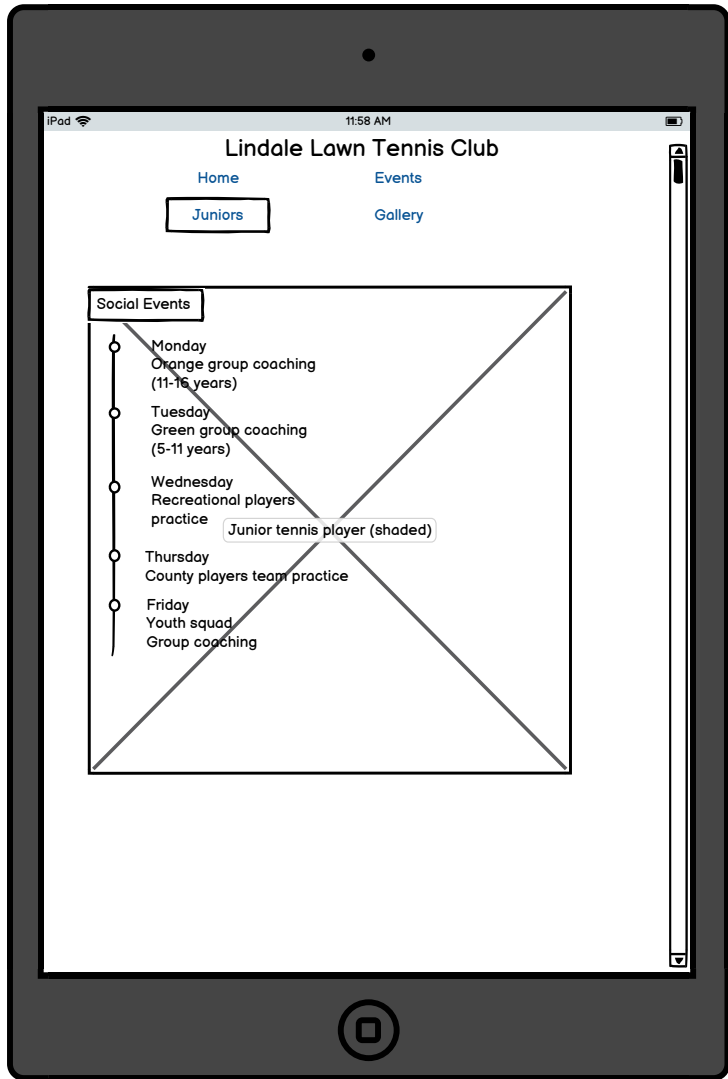 iPad
11:58 AM
Lindale Lawn Tennis Club
Home
Events
Juniors
Gallery
Social Events
Monday
Orange group coaching
(11-16 years)
Tuesday
Green group coaching
(5-11 years)
Wednesday
Recreational players
practice
Junior tennis player (shaded)
Thursday
County players team practice
Friday
Youth squad
Group coaching